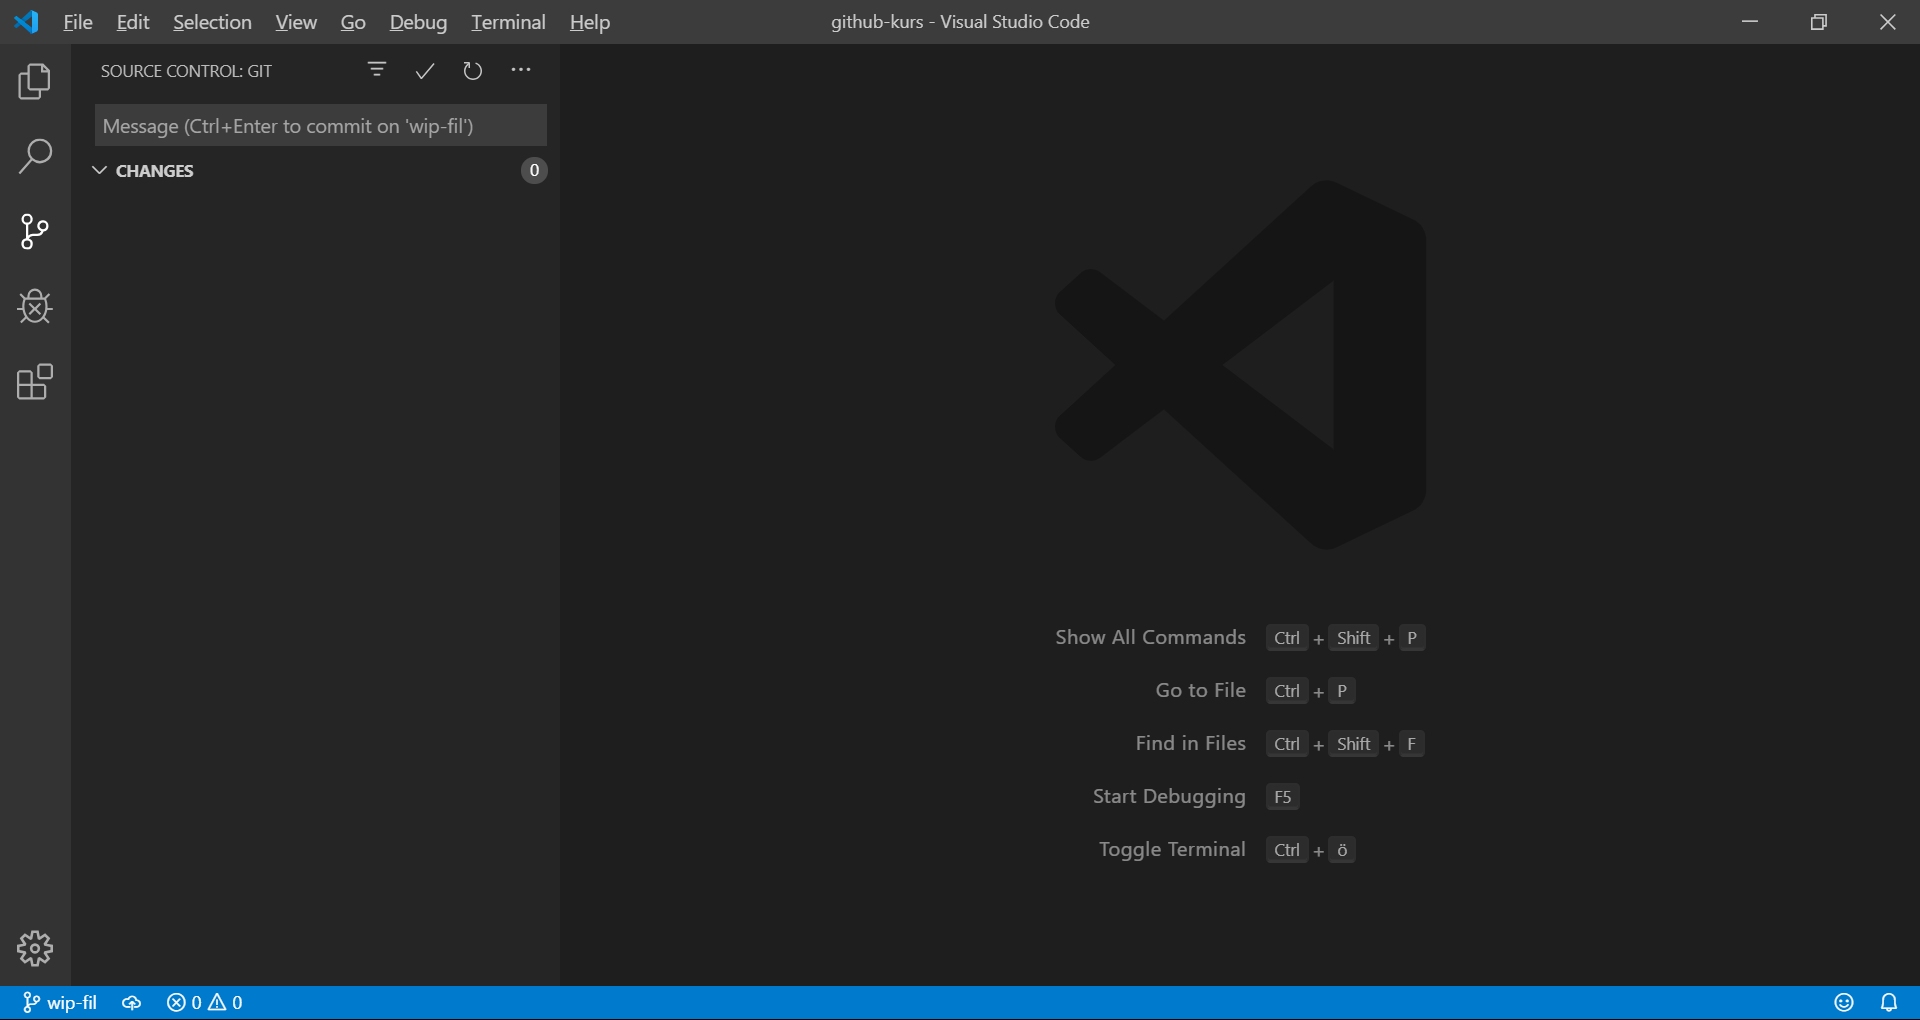 File Edit Selection View Go Debug Terminal Help github-kurs - Visual Studio Code
SOURCE CONTROL: GIT
Message (Ctrl+Enter to commit on 'wip-fil')
CHANGES 0
Show All Commands Ctrl + Shift + P
Go to File Ctrl + P
Find in Files Ctrl + Shift + F
Start Debugging F5
Toggle Terminal Ctrl + ö
wip-fil 0 0